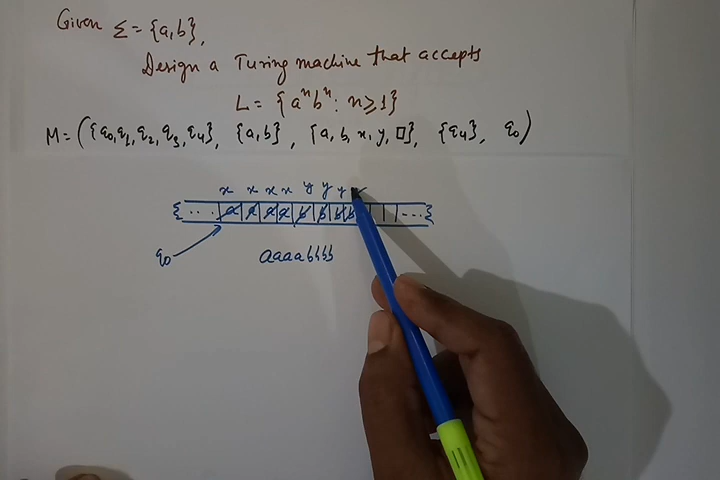 Given Σ = {a,b},
Design a Turing machine that accepts
L = {aⁿbⁿ: n ≥ 1}
M = ({q₀,q₁,q₂,q₃,q₄}, {a,b}, {a, b, x, y, □}, {q₄}, q₀)
x x x x y y y
{ ... a a a a b b b b ... }
q₀
aaaabbbb